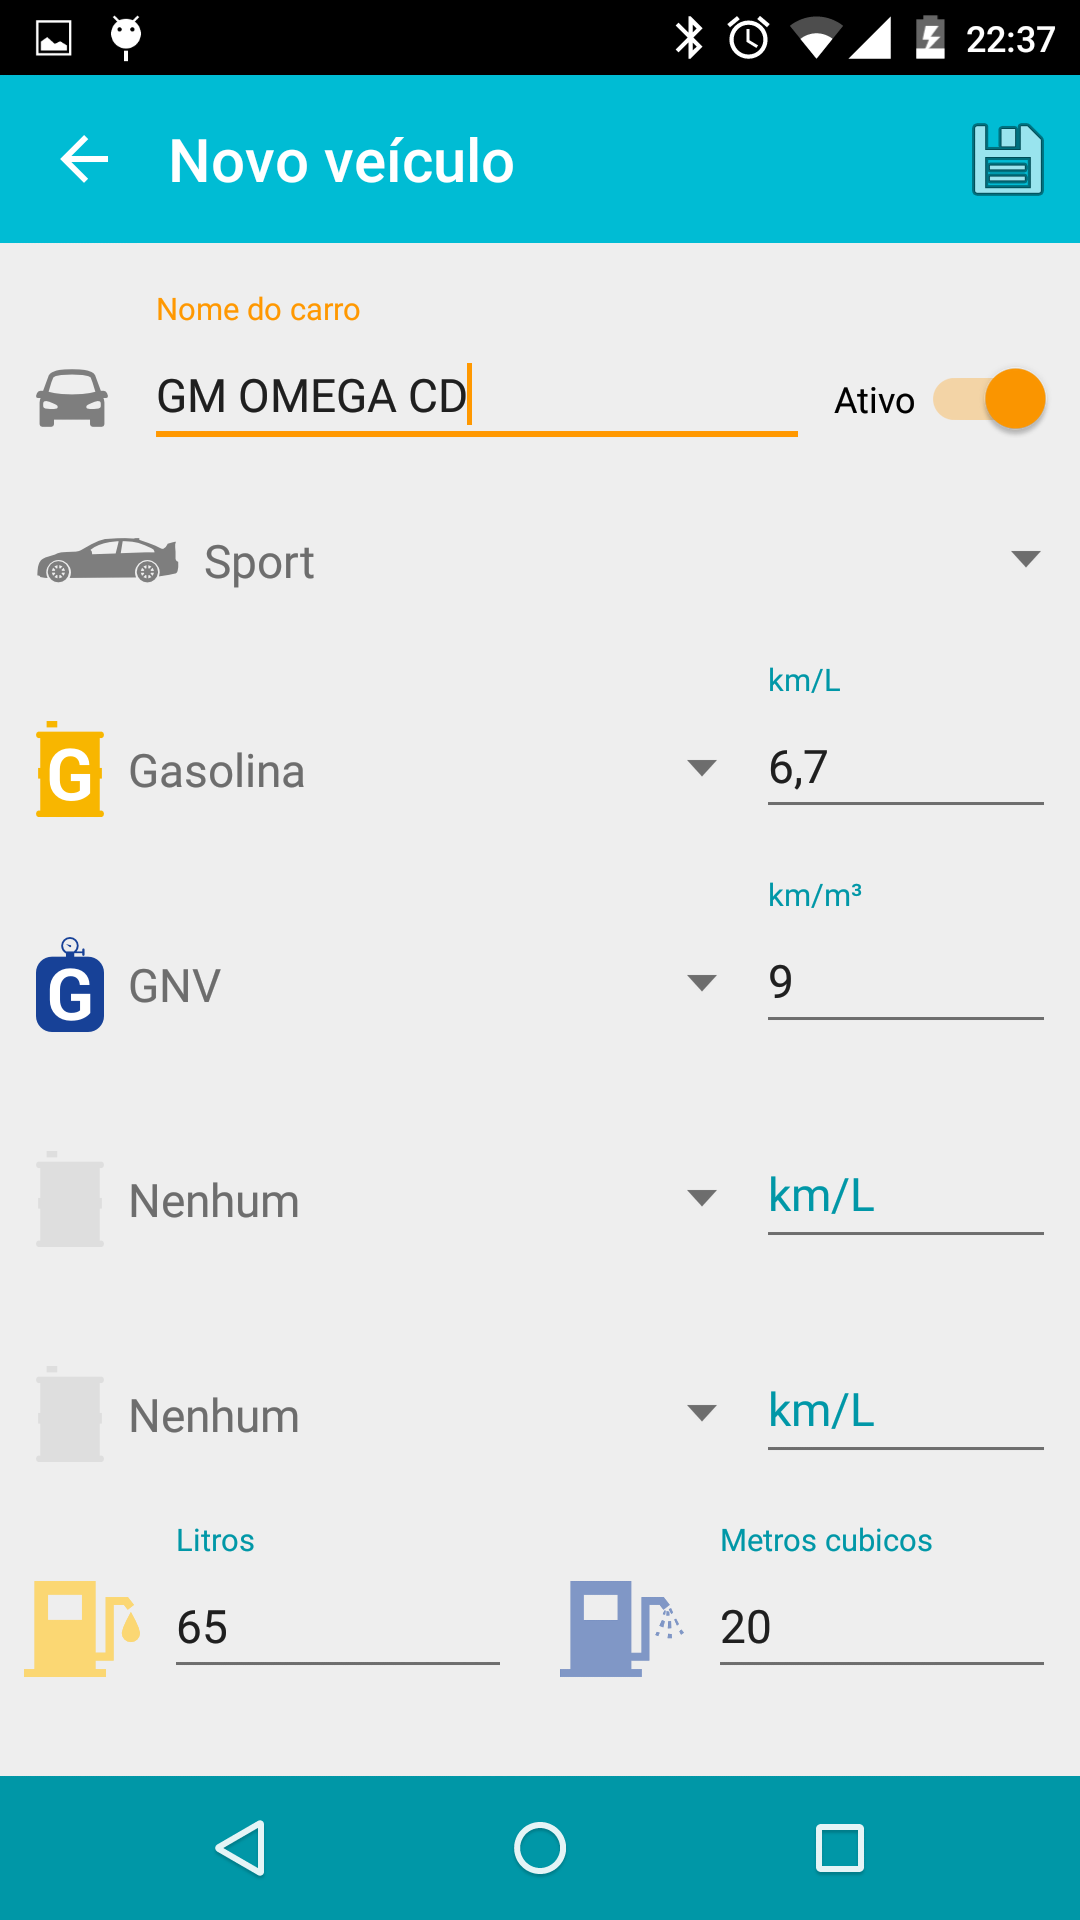 22:37
Novo veículo
Nome do carro
GM OMEGA CD
Ativo
Sport
km/L
G Gasolina 6,7
km/m³
G GNV 9
Nenhum km/L
Nenhum km/L
Litros Metros cubicos
65 20